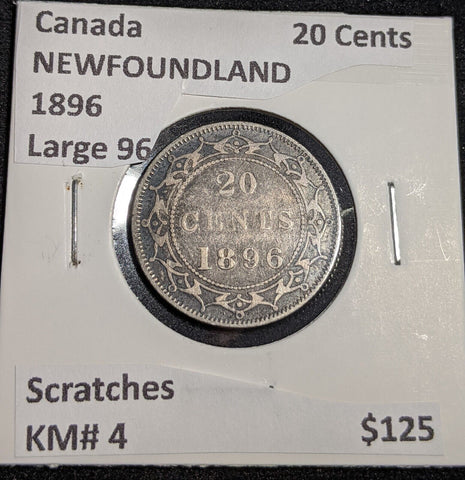 Canada 20 Cents
NEWFOUNDLAND
1896
Large 96
20
CENTS
1896
Scratches
KM# 4 $125